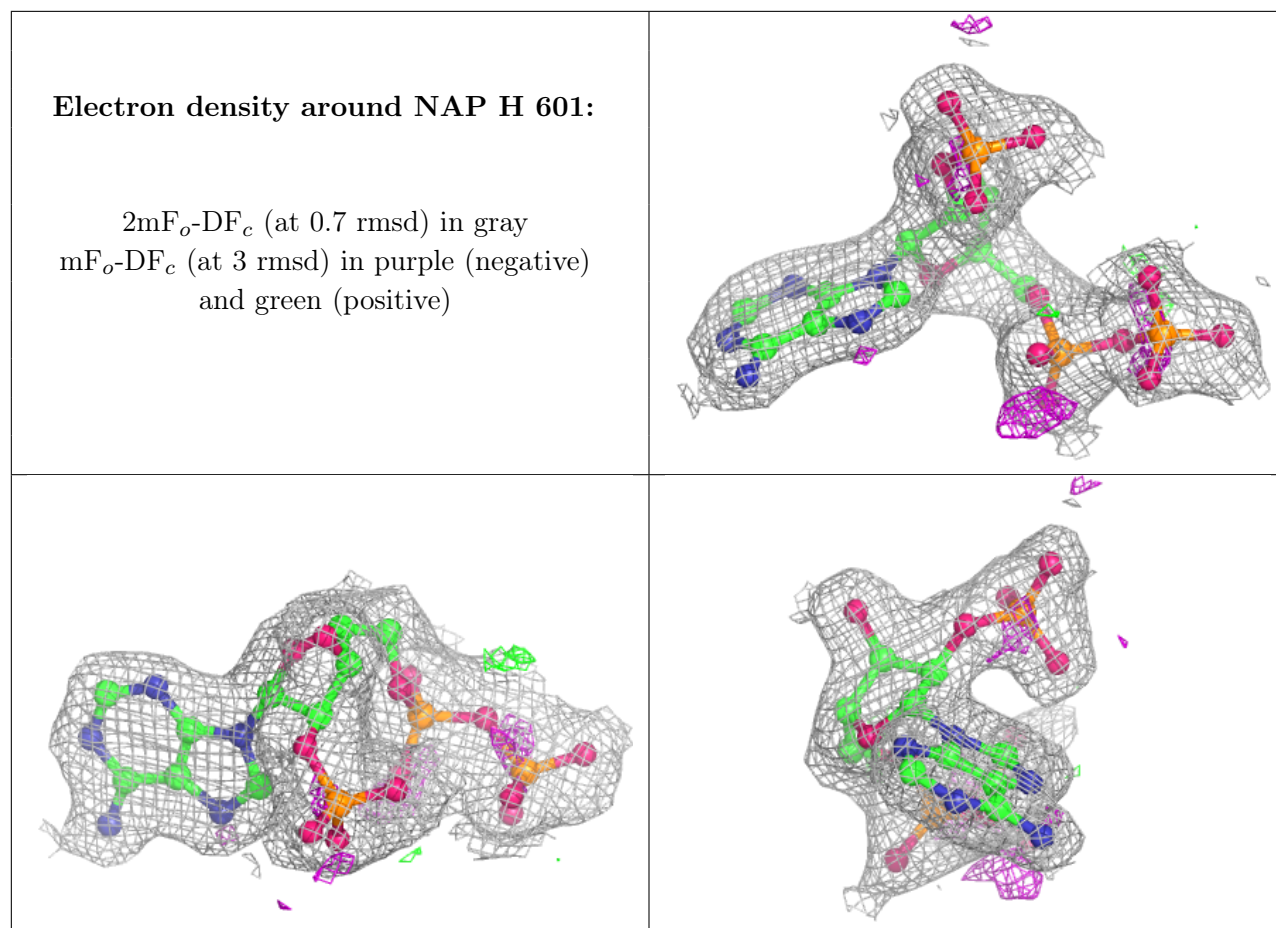 Electron density around NAP H 601:
2mFo-DFc (at 0.7 rmsd) in gray
mFo-DFc (at 3 rmsd) in purple (negative)
and green (positive)